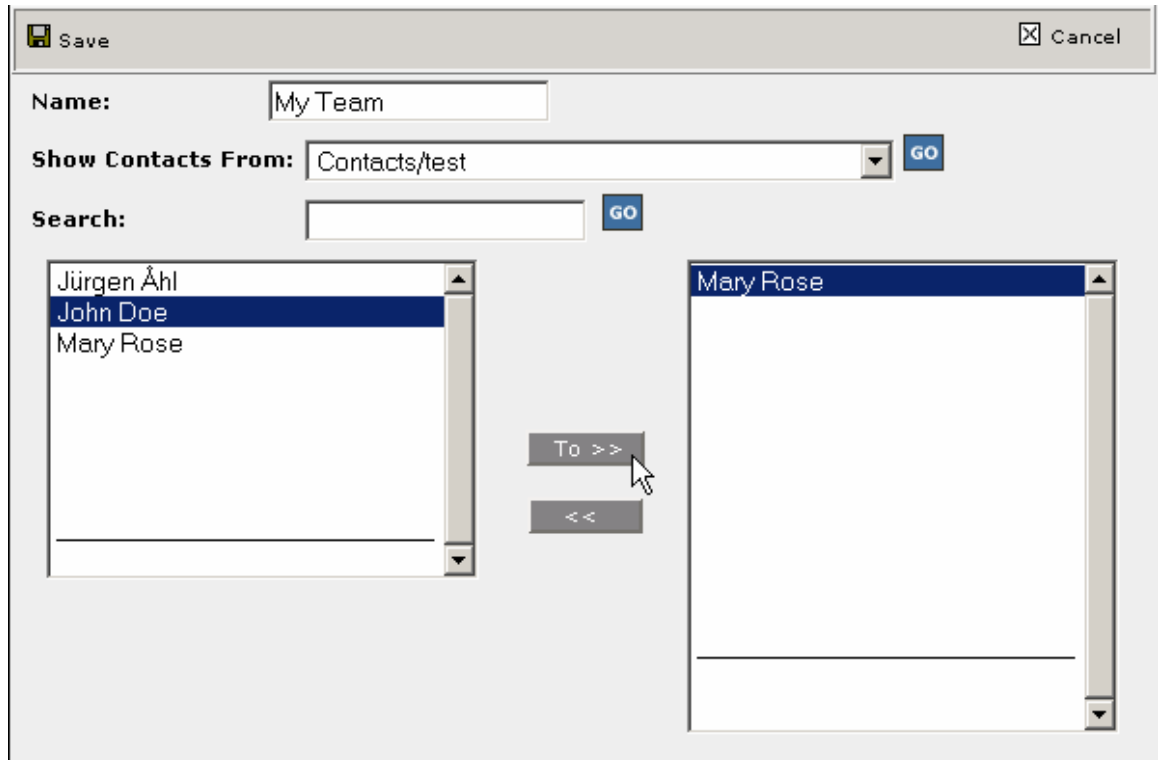 Save Cancel
Name: My Team
Show Contacts From: Contacts/test GO
Search: GO
Jürgen Åhl
John Doe
Mary Rose
To >>
<<
Mary Rose